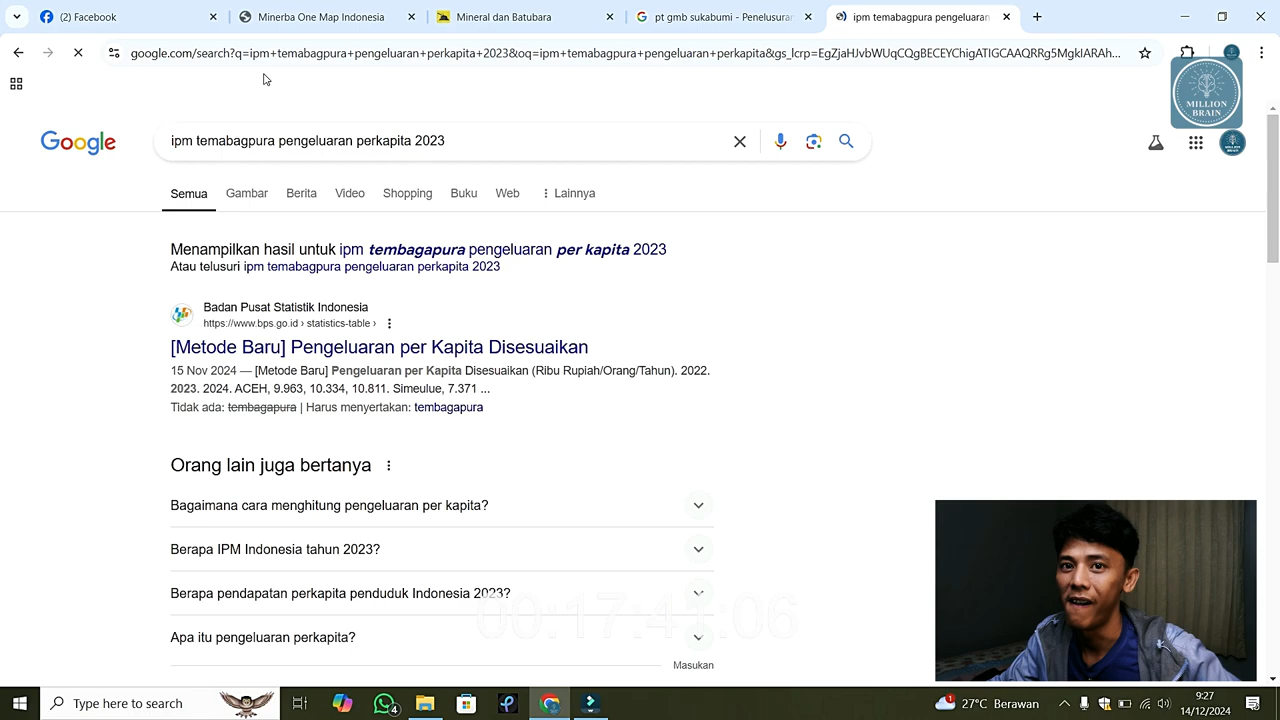 (2) Facebook
Minerba One Map Indonesia
Mineral dan Batubara
pt gmb sukabumi - Penelusuran
ipm temabagpura pengeluaran
google.com/search?q=ipm+temabagpura+pengeluaran+perkapita+2023&oq=ipm+temabagpura+pengeluaran+perkapita&gs_lcrp=EgZjaHJvbWUqCQgBECEYChigATIGCAAQRRg5MgkIARAh...
MILLION
BRAIN
Google
ipm temabagpura pengeluaran perkapita 2023
Semua
Gambar
Berita
Video
Shopping
Buku
Web
Lainnya
Menampilkan hasil untuk ipm tembagapura pengeluaran per kapita 2023
Atau telusuri ipm temabagpura pengeluaran perkapita 2023
Badan Pusat Statistik Indonesia
https://www.bps.go.id › statistics-table ›
[Metode Baru] Pengeluaran per Kapita Disesuaikan
15 Nov 2024 — [Metode Baru] Pengeluaran per Kapita Disesuaikan (Ribu Rupiah/Orang/Tahun). 2022.
2023. 2024. ACEH, 9.963, 10.334, 10.811. Simeulue, 7.371 ...
Tidak ada: tembagapura | Harus menyertakan: tembagapura
Orang lain juga bertanya
Bagaimana cara menghitung pengeluaran per kapita?
Berapa IPM Indonesia tahun 2023?
Berapa pendapatan perkapita penduduk Indonesia 2023?
00:17:41:06
Apa itu pengeluaran perkapita?
Masukan
Type here to search
4
1
27°C Berawan
9:27
14/12/2024